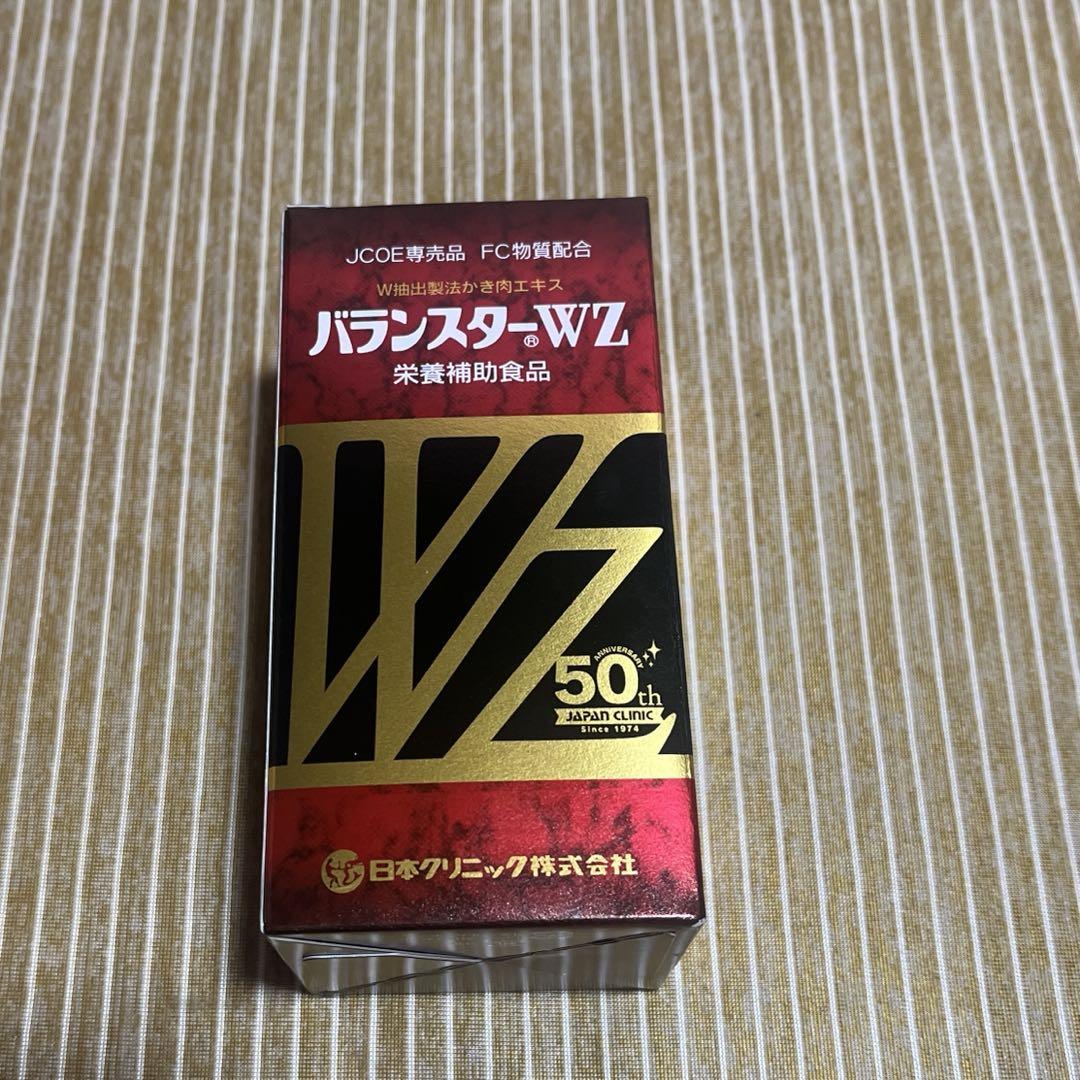 JCOE専売品 FC物質配合
W抽出製法かき肉エキス
バランスター®WZ
栄養補助食品
WZ
ANNIVERSARY
50th
JAPAN CLINIC
Since 1974
日本クリニック株式会社